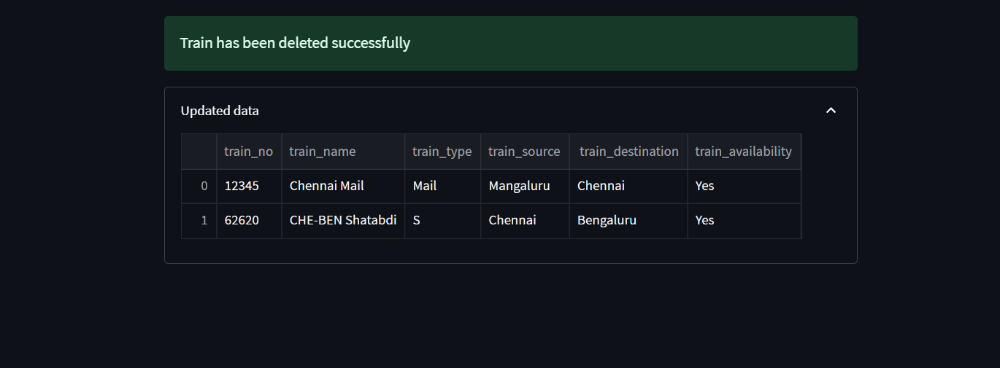 Train has been deleted successfully
Updated data
train_no train_name train_type train_source train_destination train_availability
0 12345 Chennai Mail Mail Mangaluru Chennai Yes
1 62620 CHE-BEN Shatabdi S Chennai Bengaluru Yes